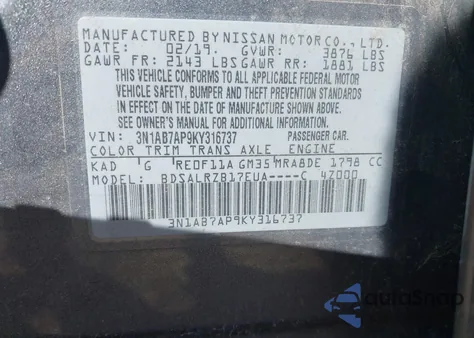 MANUFACTURED BY NISSAN MOTOR CO., LTD.
DATE: 02/19. GVWR: 3876 LBS
GAWR FR: 2143 LBS GAWR RR: 1881 LBS
THIS VEHICLE CONFORMS TO ALL APPLICABLE FEDERAL MOTOR
VEHICLE SAFETY, BUMPER AND THEFT PREVENTION STANDARDS
IN EFFECT ON THE DATE OF MANUFACTURE SHOWN ABOVE.
SEE OWNER'S MANUAL FOR ADDITIONAL INFORMATION
VIN: 3N1AB7AP9KY316737 PASSENGER CAR.
COLOR TRIM TRANS AXLE ENGINE
KAD G RE0F11A GM35 MRA8DE 1798 CC
MODEL: BDSALRZB17EUA----C 4Z000
3N1AB7AP9KY316737
autoSnap